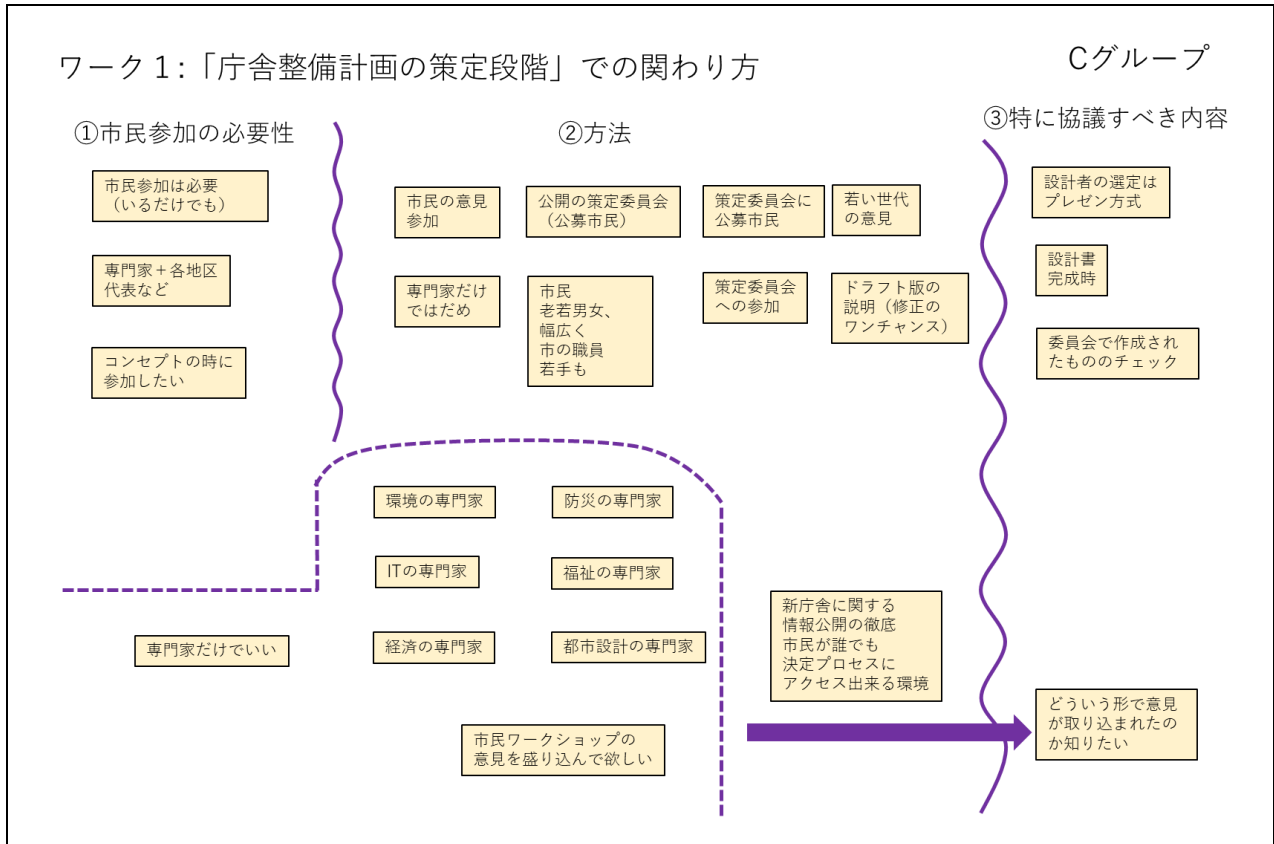 ワーク1:「庁舎整備計画の策定段階」での関わり方
Cグループ
①市民参加の必要性
市民参加は必要
(いるだけでも)
専門家+各地区
代表など
コンセプトの時に
参加したい
専門家だけでいい
②方法
市民の意見
参加
公開の策定委員会
(公募市民)
策定委員会に
公募市民
若い世代
の意見
専門家だけ
ではだめ
市民
老若男女、
幅広く
市の職員
若手も
策定委員会
への参加
ドラフト版の
説明(修正の
ワンチャンス)
環境の専門家
防災の専門家
ITの専門家
福祉の専門家
経済の専門家
都市設計の専門家
市民ワークショップの
意見を盛り込んで欲しい
新庁舎に関する
情報公開の徹底
市民が誰でも
決定プロセスに
アクセス出来る環境
③特に協議すべき内容
設計者の選定は
プレゼン方式
設計書
完成時
委員会で作成され
たもののチェック
どういう形で意見
が取り込まれたの
か知りたい